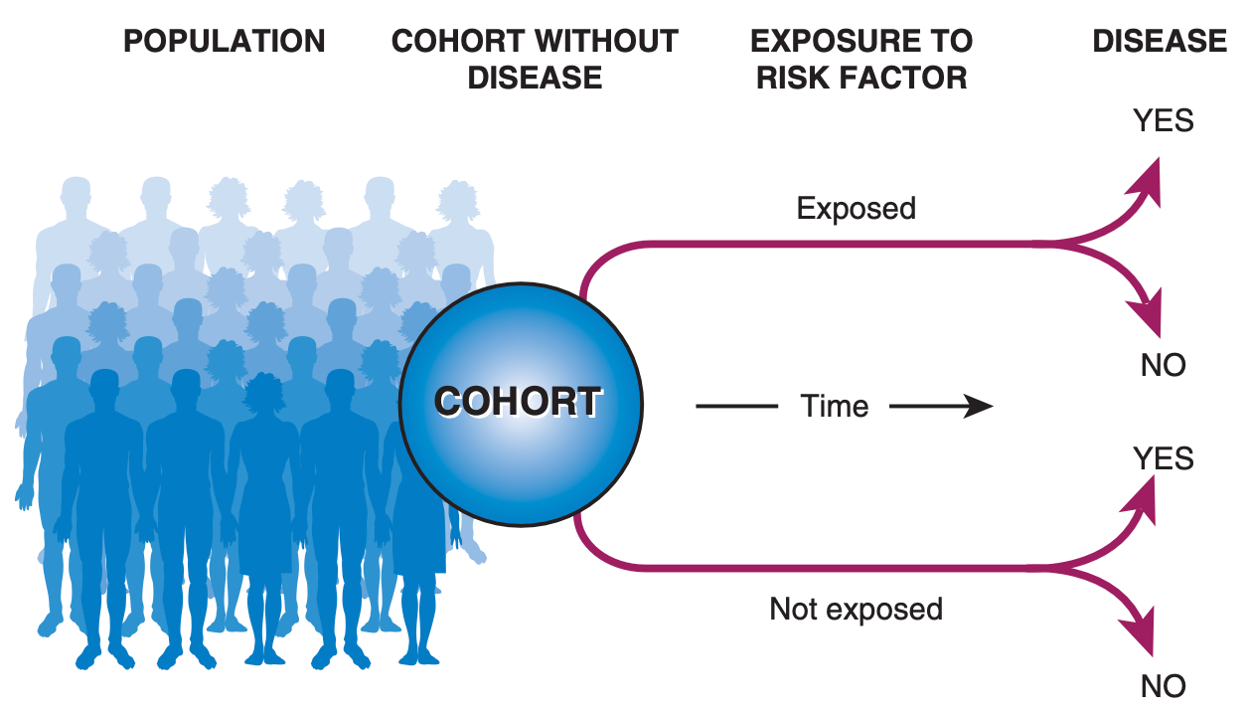 POPULATION
COHORT WITHOUT
DISEASE
EXPOSURE TO
RISK FACTOR
DISEASE
YES
Exposed
NO
COHORT
Time
YES
Not exposed
NO